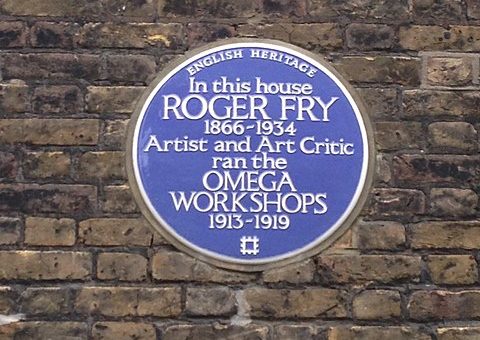 ENGLISH HERITAGE
In this house
ROGER FRY
1866-1934
Artist and Art Critic
ran the
OMEGA
WORKSHOPS
1913-1919